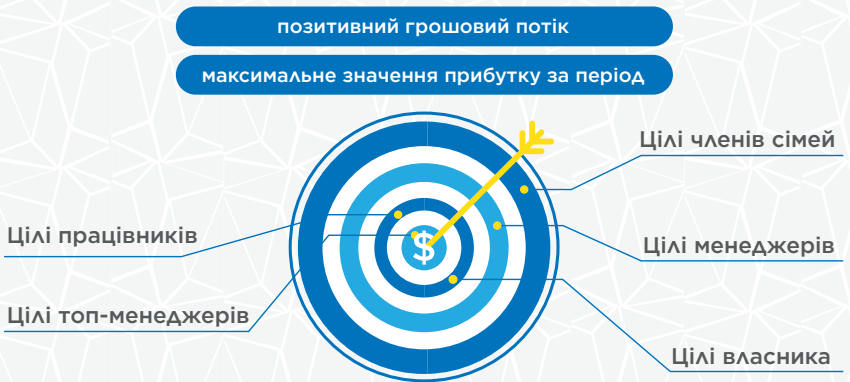 позитивний грошовий потік
максимальне значення прибутку за період
Цілі членів сімей
Цілі працівників
Цілі менеджерів
$
Цілі топ-менеджерів
Цілі власника